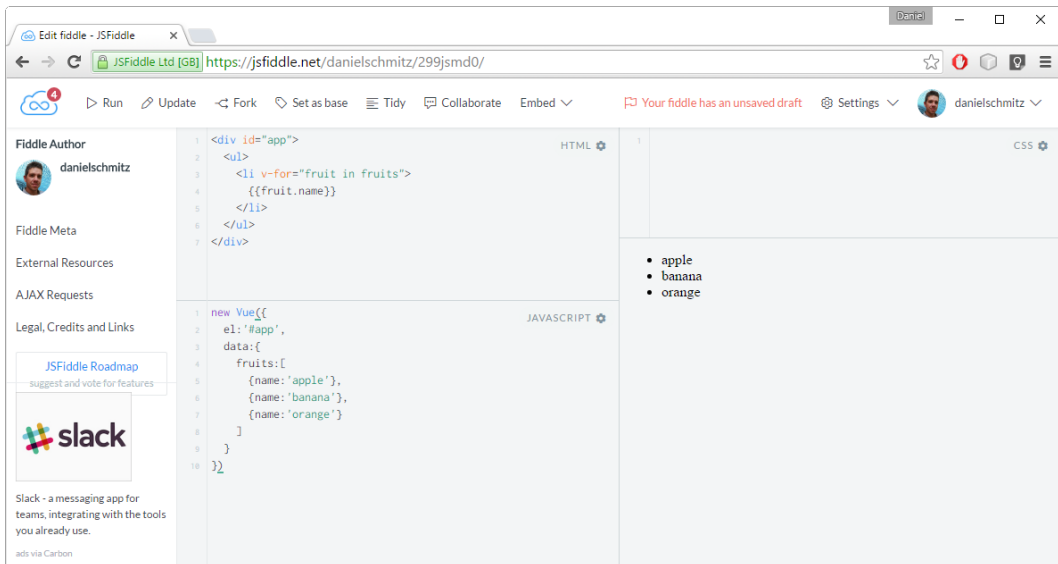 Daniel
Edit fiddle - JSFiddle
JSFiddle Ltd [GB] https://jsfiddle.net/danielschmitz/299jsmd0/
4
Run Update Fork Set as base Tidy Collaborate Embed Your fiddle has an unsaved draft Settings danielschmitz
Fiddle Author
danielschmitz
Fiddle Meta
External Resources
AJAX Requests
Legal, Credits and Links
JSFiddle Roadmap
suggest and vote for features
slack
Slack - a messaging app for
teams, integrating with the tools
you already use.
ads via Carbon
HTML
1 <div id="app">
2   <ul>
3     <li v-for="fruit in fruits">
4       {{fruit.name}}
5     </li>
6   </ul>
7 </div>
JAVASCRIPT
1 new Vue({
2   el:'#app',
3   data:{
4     fruits:[
5       {name:'apple'},
6       {name:'banana'},
7       {name:'orange'}
8     ]
9   }
10 })
1
CSS
• apple
• banana
• orange